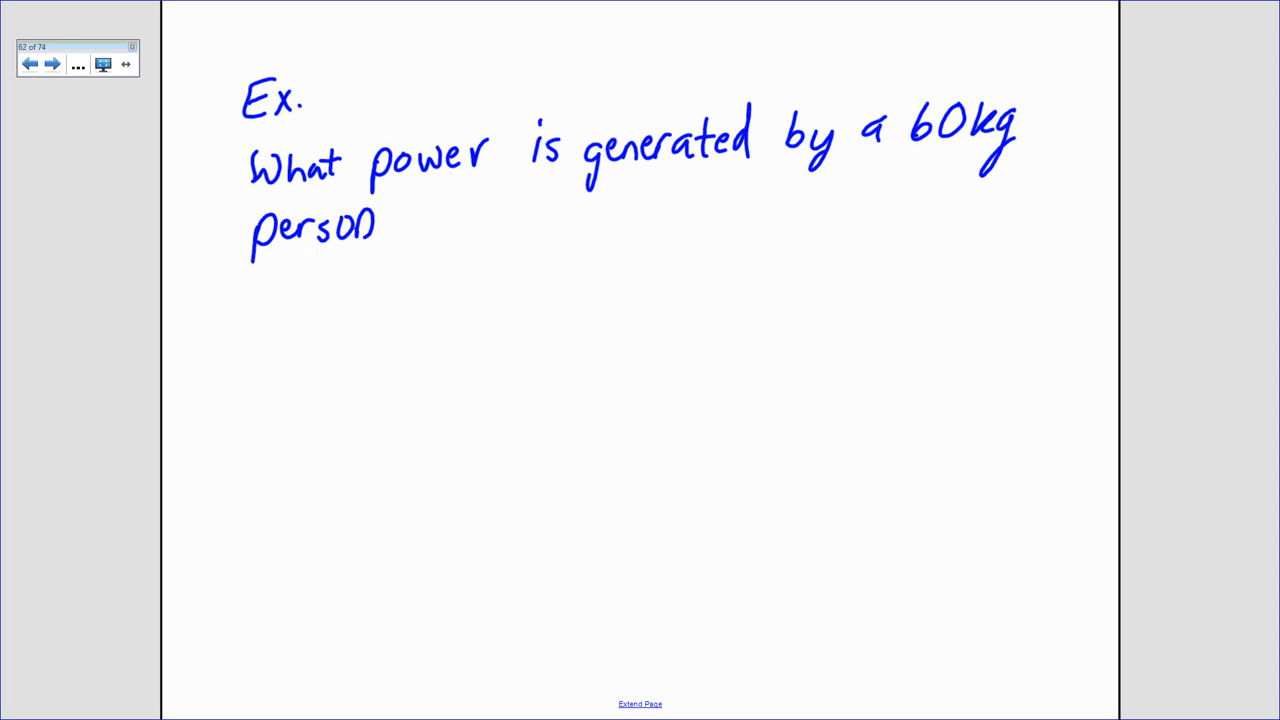 62 of 74
Ex.
What power is generated by a 60kg
person
Extend Page